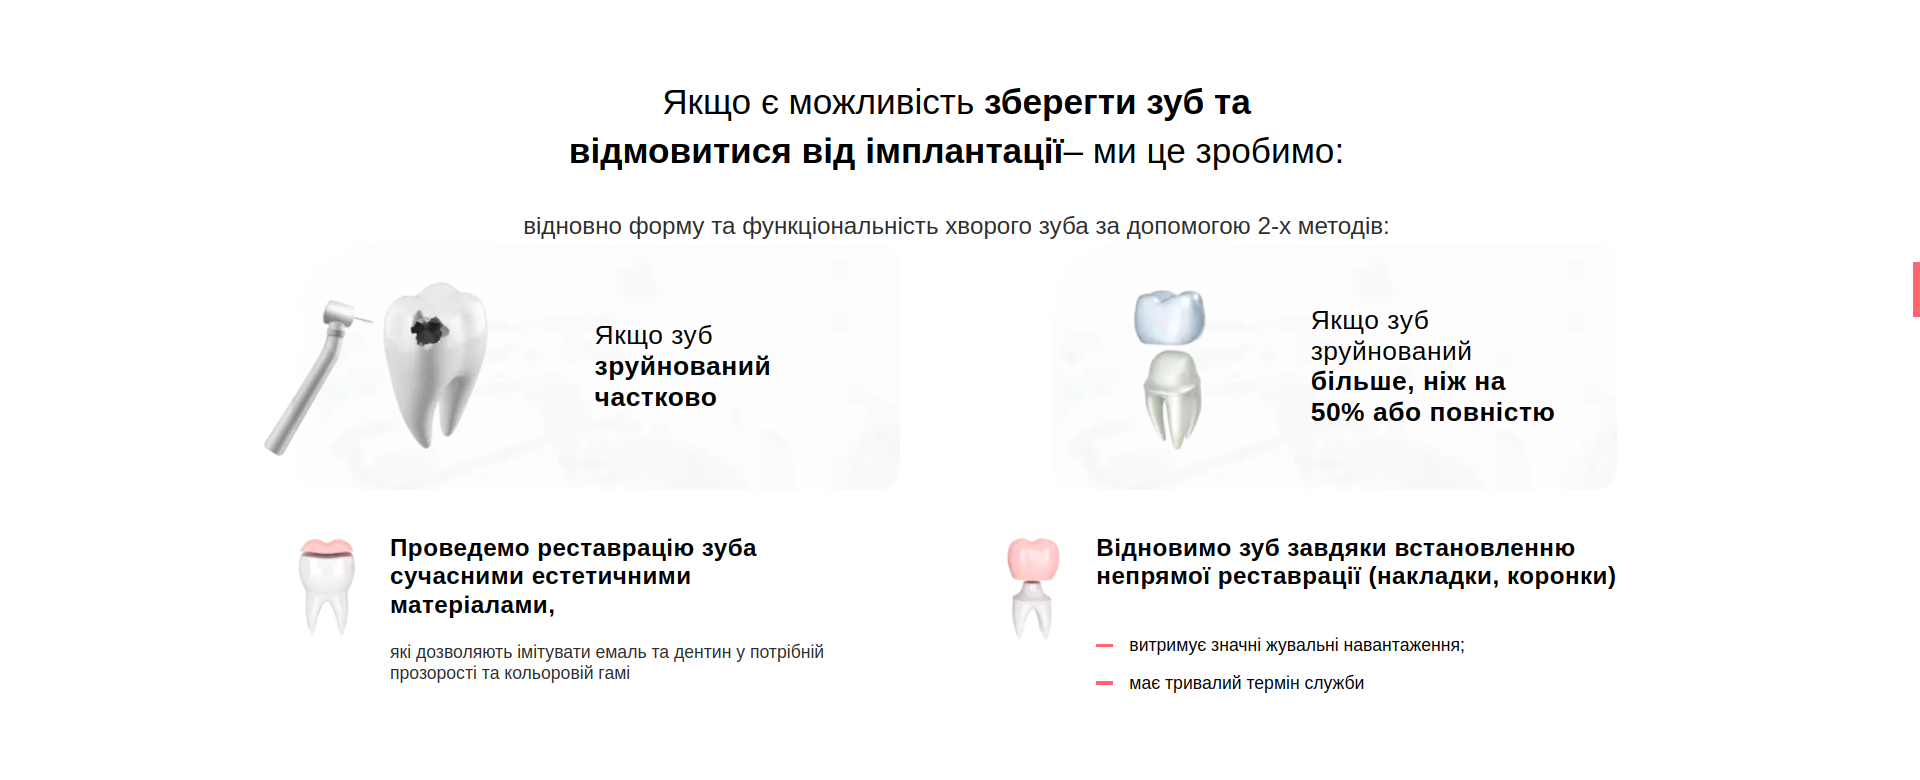 Якщо є можливість зберегти зуб та
відмовитися від імплантації– ми це зробимо:
відновно форму та функціональність хворого зуба за допомогою 2-х методів:
Якщо зуб
зруйнований
частково
Якщо зуб
зруйнований
більше, ніж на
50% або повністю
Проведемо реставрацію зуба
сучасними естетичними
матеріалами,
які дозволяють імітувати емаль та дентин у потрібній
прозорості та кольоровій гамі
Відновимо зуб завдяки встановленню
непрямої реставрації (накладки, коронки)
витримує значні жувальні навантаження;
має тривалий термін служби